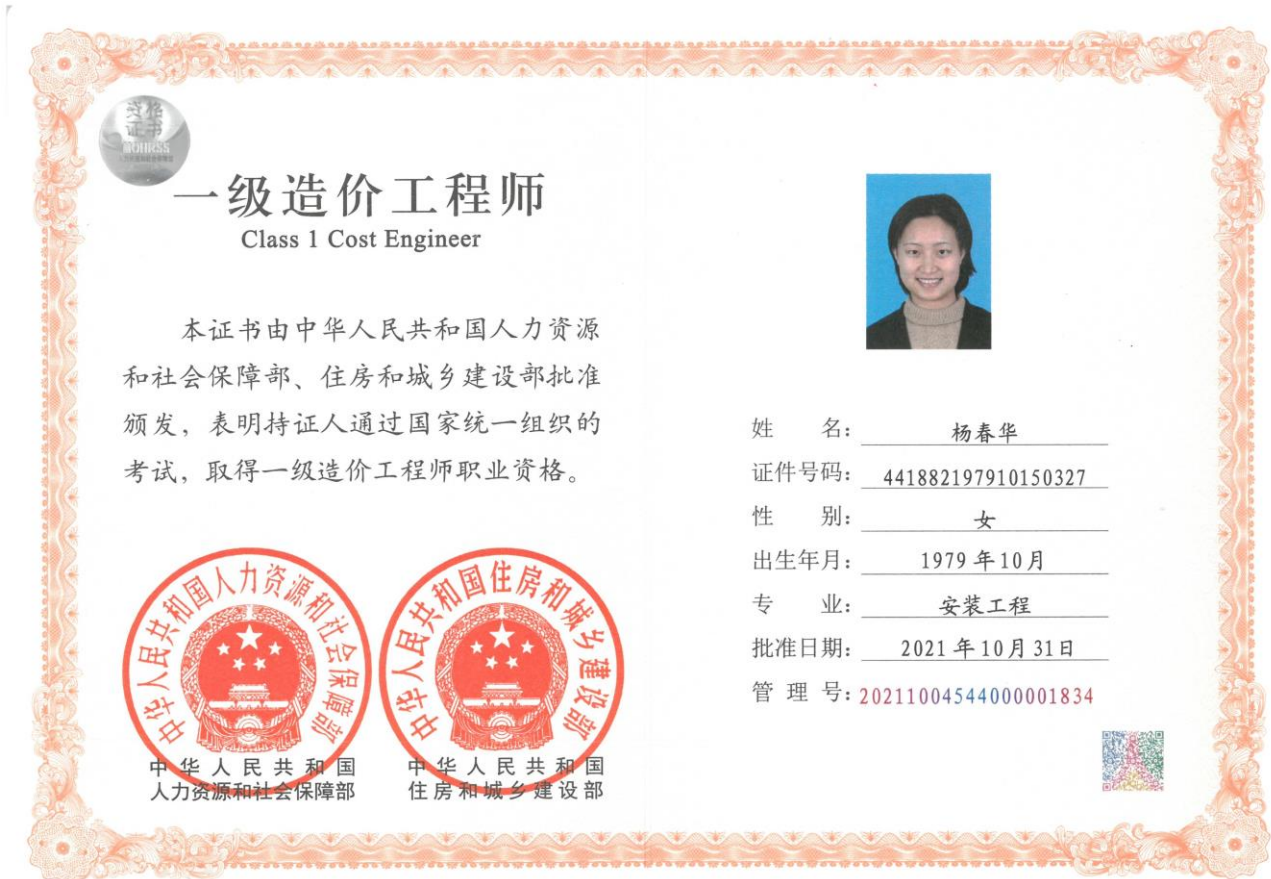 资格
证书
MOHRSS
一级造价工程师
Class 1 Cost Engineer
本证书由中华人民共和国人力资源
和社会保障部、住房和城乡建设部批准
颁发，表明持证人通过国家统一组织的
考试，取得一级造价工程师职业资格。
中华人民共和国人力资源和社会保障部
中华人民共和国住房和城乡建设部
中华人民共和国
人力资源和社会保障部
中华人民共和国
住房和城乡建设部
姓 名：杨春华
证件号码：441882197910150327
性 别：女
出生年月：1979年10月
专 业：安装工程
批准日期：2021年10月31日
管 理 号：20211004544000001834